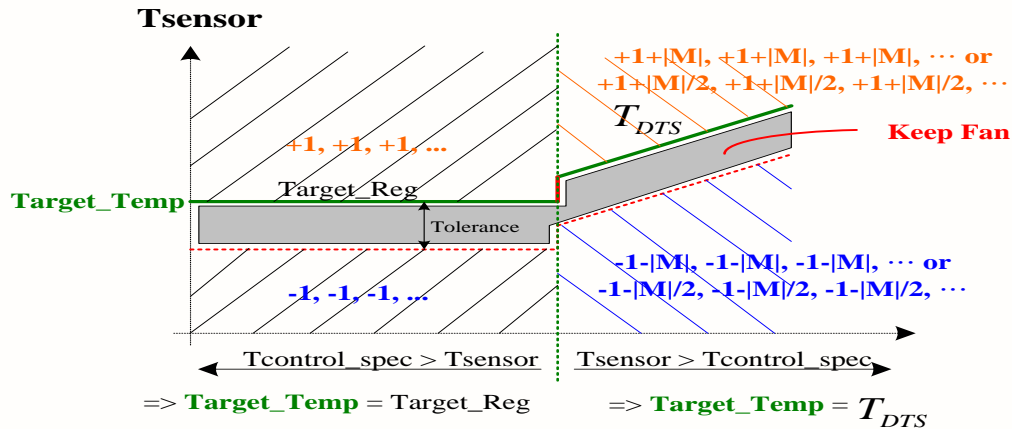 Tsensor
+1+|M|, +1+|M|, +1+|M|, ··· or
+1+|M|/2, +1+|M|/2, +1+|M|/2, ···
T_DTS
Keep Fan
+1, +1, +1, ...
Target_Reg
Target_Temp
Tolerance
-1-|M|, -1-|M|, -1-|M|, ··· or
-1-|M|/2, -1-|M|/2, -1-|M|/2, ···
-1, -1, -1, ...
Tcontrol_spec > Tsensor
Tsensor > Tcontrol_spec
=> Target_Temp = Target_Reg
=> Target_Temp = T_DTS